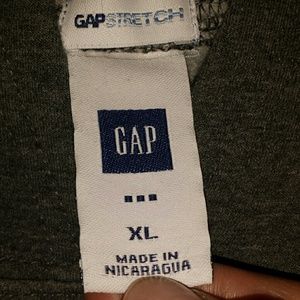 GAPSTRETCH
GAP
XL
MADE IN
NICARAGUA